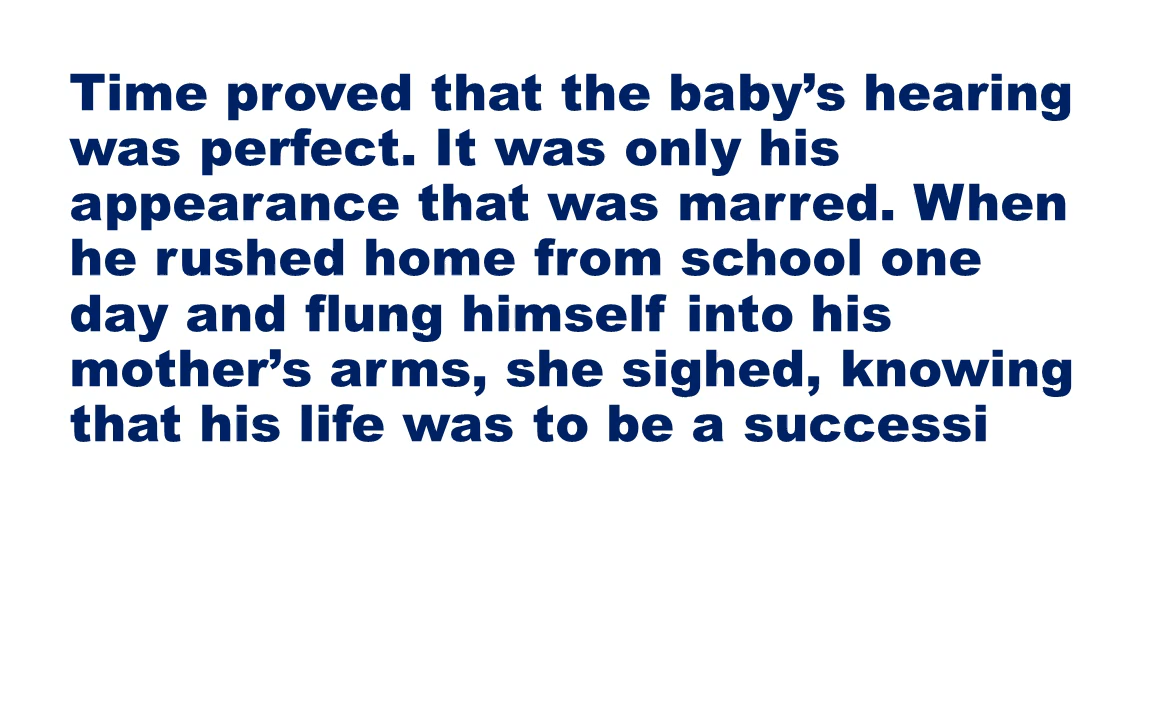 Time proved that the baby’s hearing
was perfect. It was only his
appearance that was marred. When
he rushed home from school one
day and flung himself into his
mother’s arms, she sighed, knowing
that his life was to be a successi